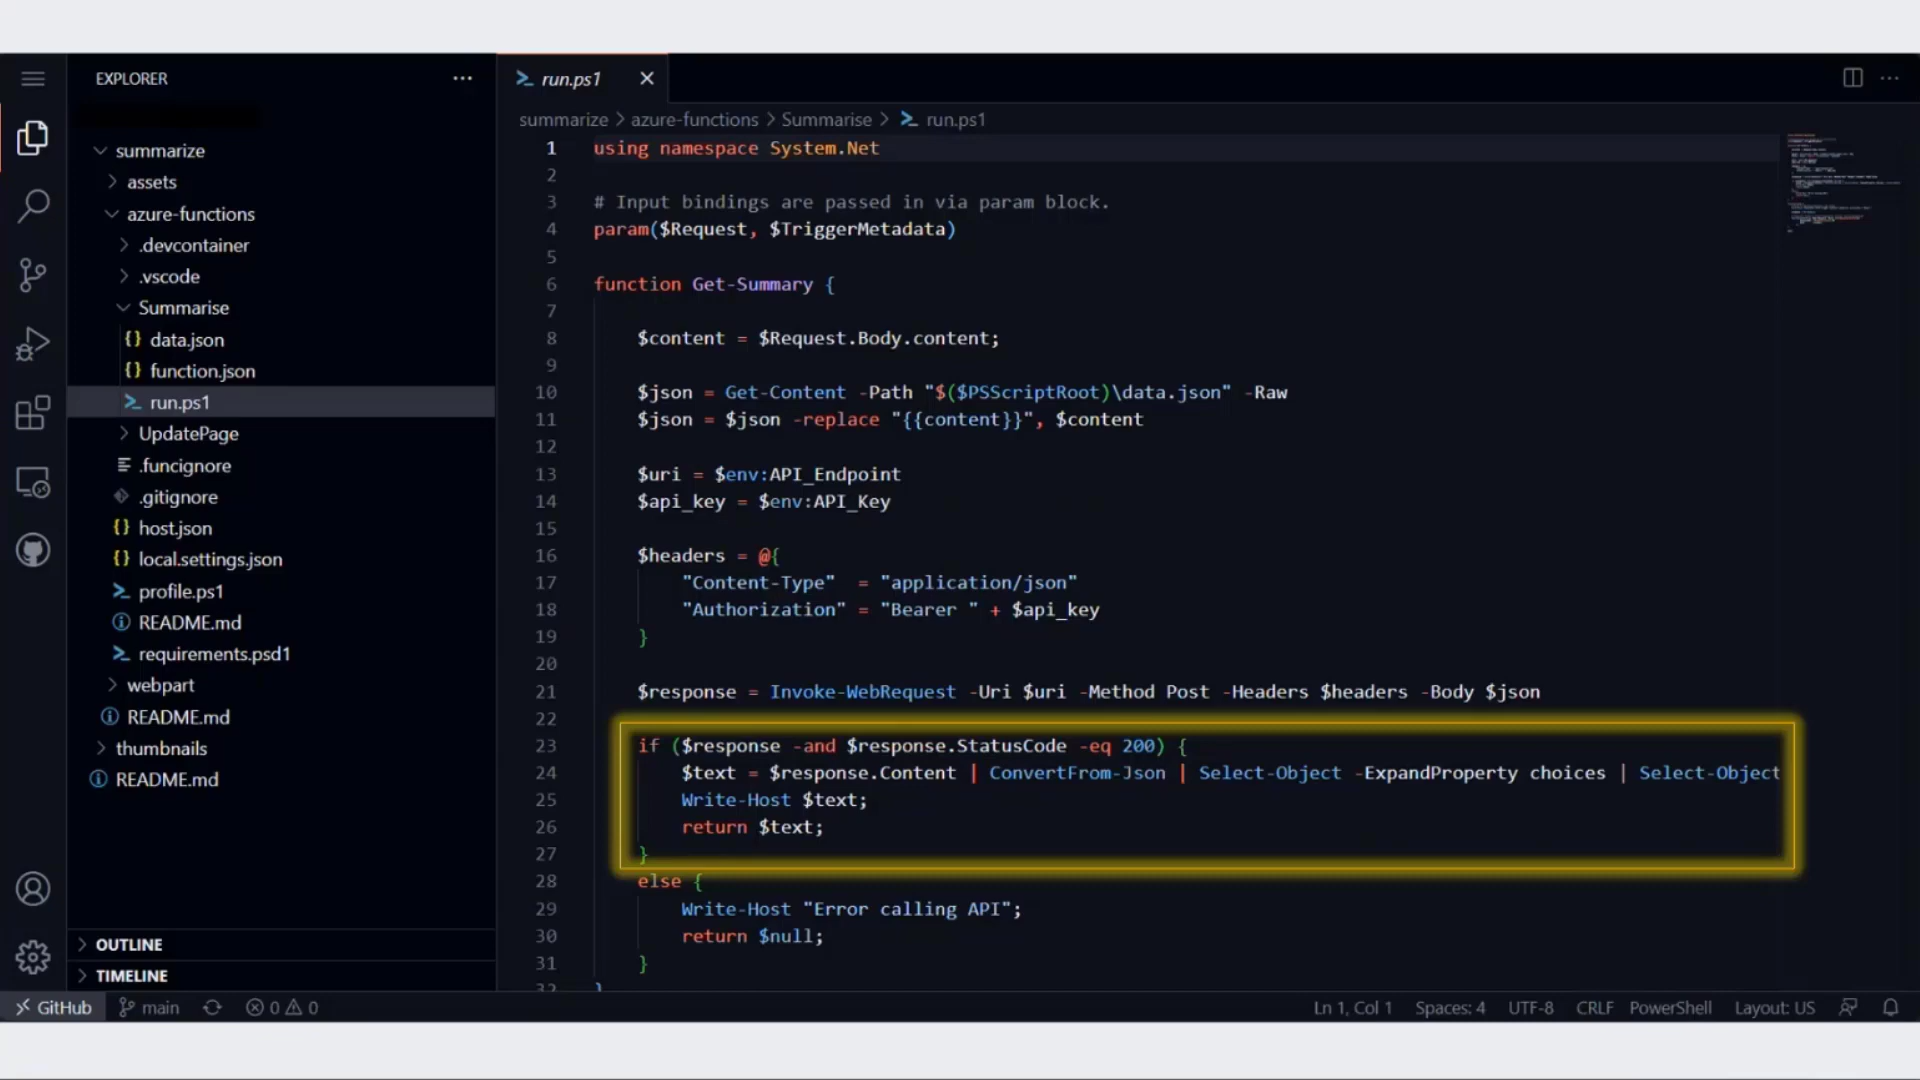 EXPLORER
summarize
assets
azure-functions
.devcontainer
.vscode
Summarise
{} data.json
{} function.json
run.ps1
UpdatePage
.funcignore
.gitignore
{} host.json
{} local.settings.json
profile.ps1
README.md
requirements.psd1
webpart
README.md
thumbnails
README.md
OUTLINE
TIMELINE
run.ps1
summarize > azure-functions > Summarise > run.ps1
1 using namespace System.Net
2
3 # Input bindings are passed in via param block.
4 param($Request, $TriggerMetadata)
5
6 function Get-Summary {
7
8 $content = $Request.Body.content;
9
10 $json = Get-Content -Path "$($PSScriptRoot)\data.json" -Raw
11 $json = $json -replace "{{content}}", $content
12
13 $uri = $env:API_Endpoint
14 $api_key = $env:API_Key
15
16 $headers = @{
17 "Content-Type" = "application/json"
18 "Authorization" = "Bearer " + $api_key
19 }
20
21 $response = Invoke-WebRequest -Uri $uri -Method Post -Headers $headers -Body $json
22
23 if ($response -and $response.StatusCode -eq 200) {
24 $text = $response.Content | ConvertFrom-Json | Select-Object -ExpandProperty choices | Select-Object
25 Write-Host $text;
26 return $text;
27 }
28 else {
29 Write-Host "Error calling API";
30 return $null;
31 }
32 }
GitHub main 0 0 Ln 1, Col 1 Spaces: 4 UTF-8 CRLF PowerShell Layout: US